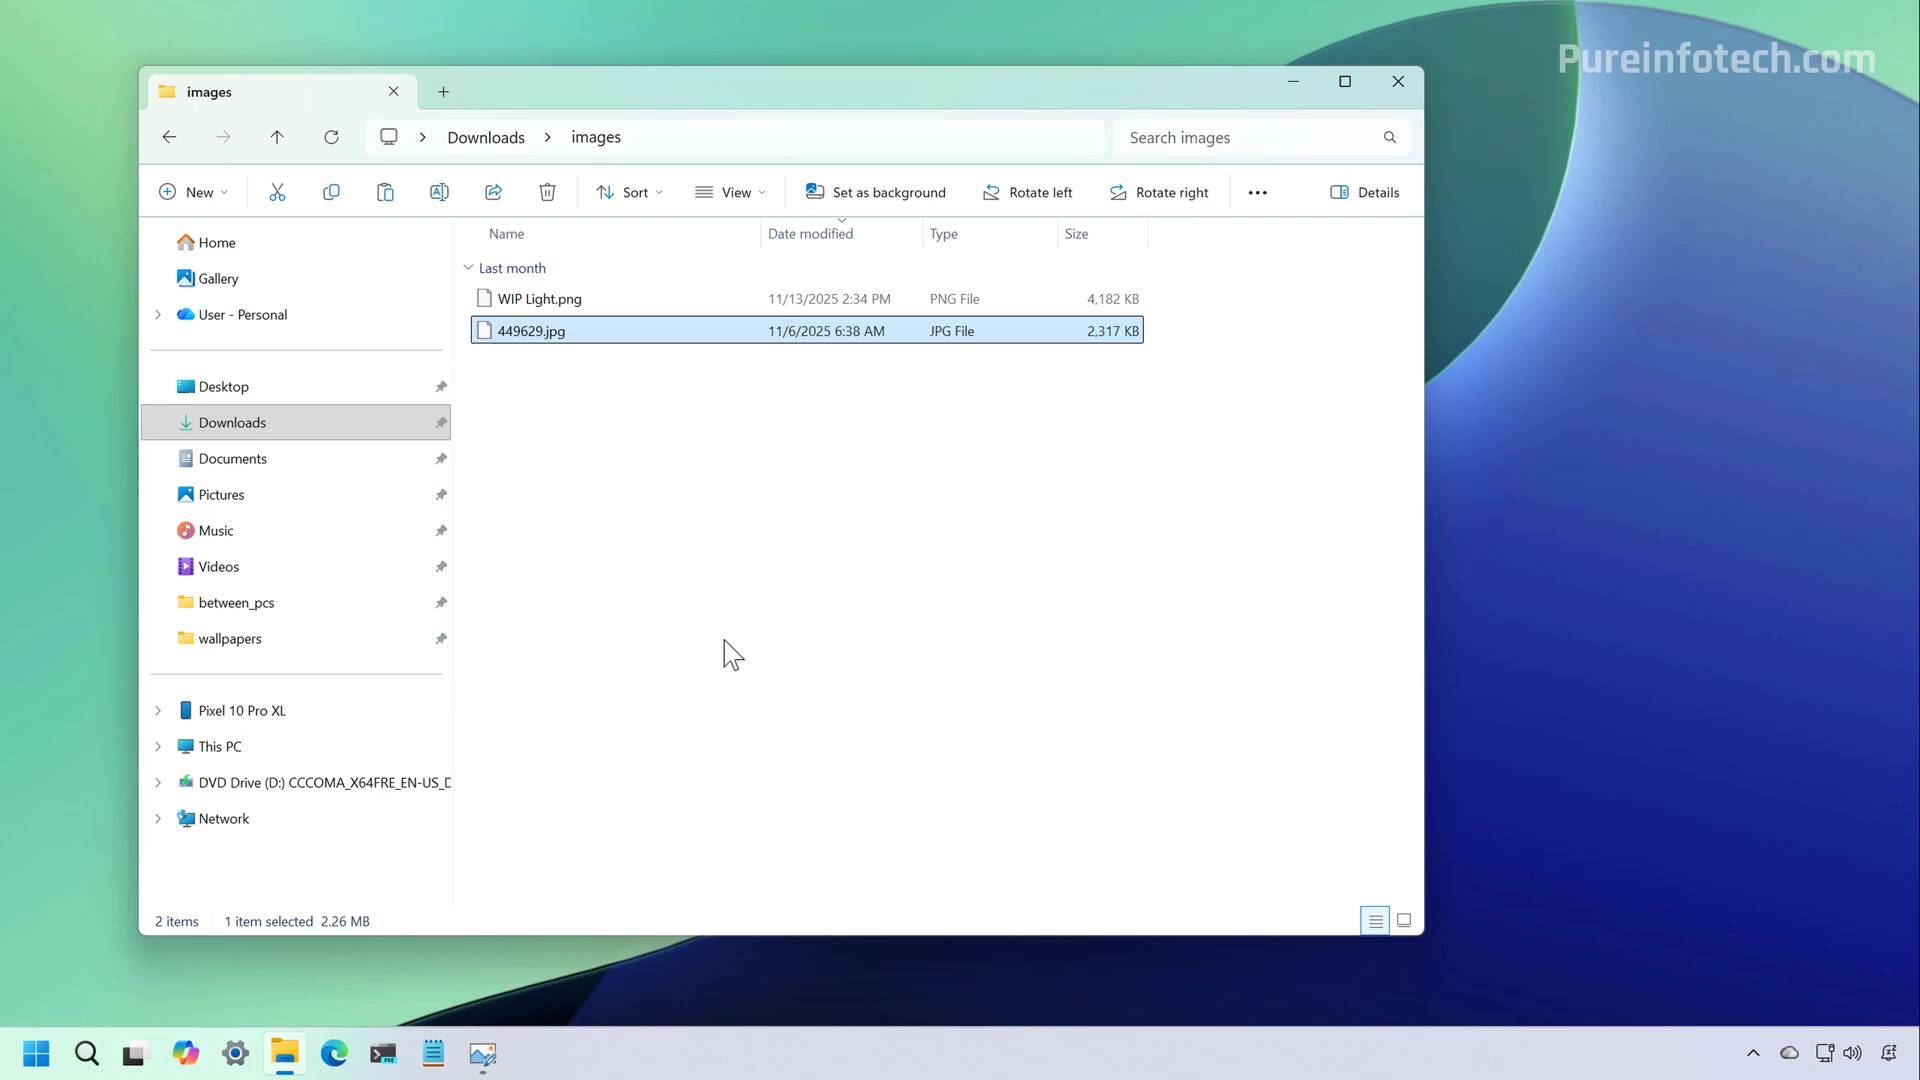 Pureinfotech.com
images
Downloads
images
Search images
New
Sort
View
Set as background
Rotate left
Rotate right
Details
Home
Gallery
User - Personal
Desktop
Downloads
Documents
Pictures
Music
Videos
between_pcs
wallpapers
Pixel 10 Pro XL
This PC
DVD Drive (D:) CCCOMA_X64FRE_EN-US_D
Network
Name Date modified Type Size
Last month
WIP Light.png 11/13/2025 2:34 PM PNG File 4,182 KB
449629.jpg 11/6/2025 6:38 AM JPG File 2,317 KB
2 items 1 item selected 2.26 MB
PRE